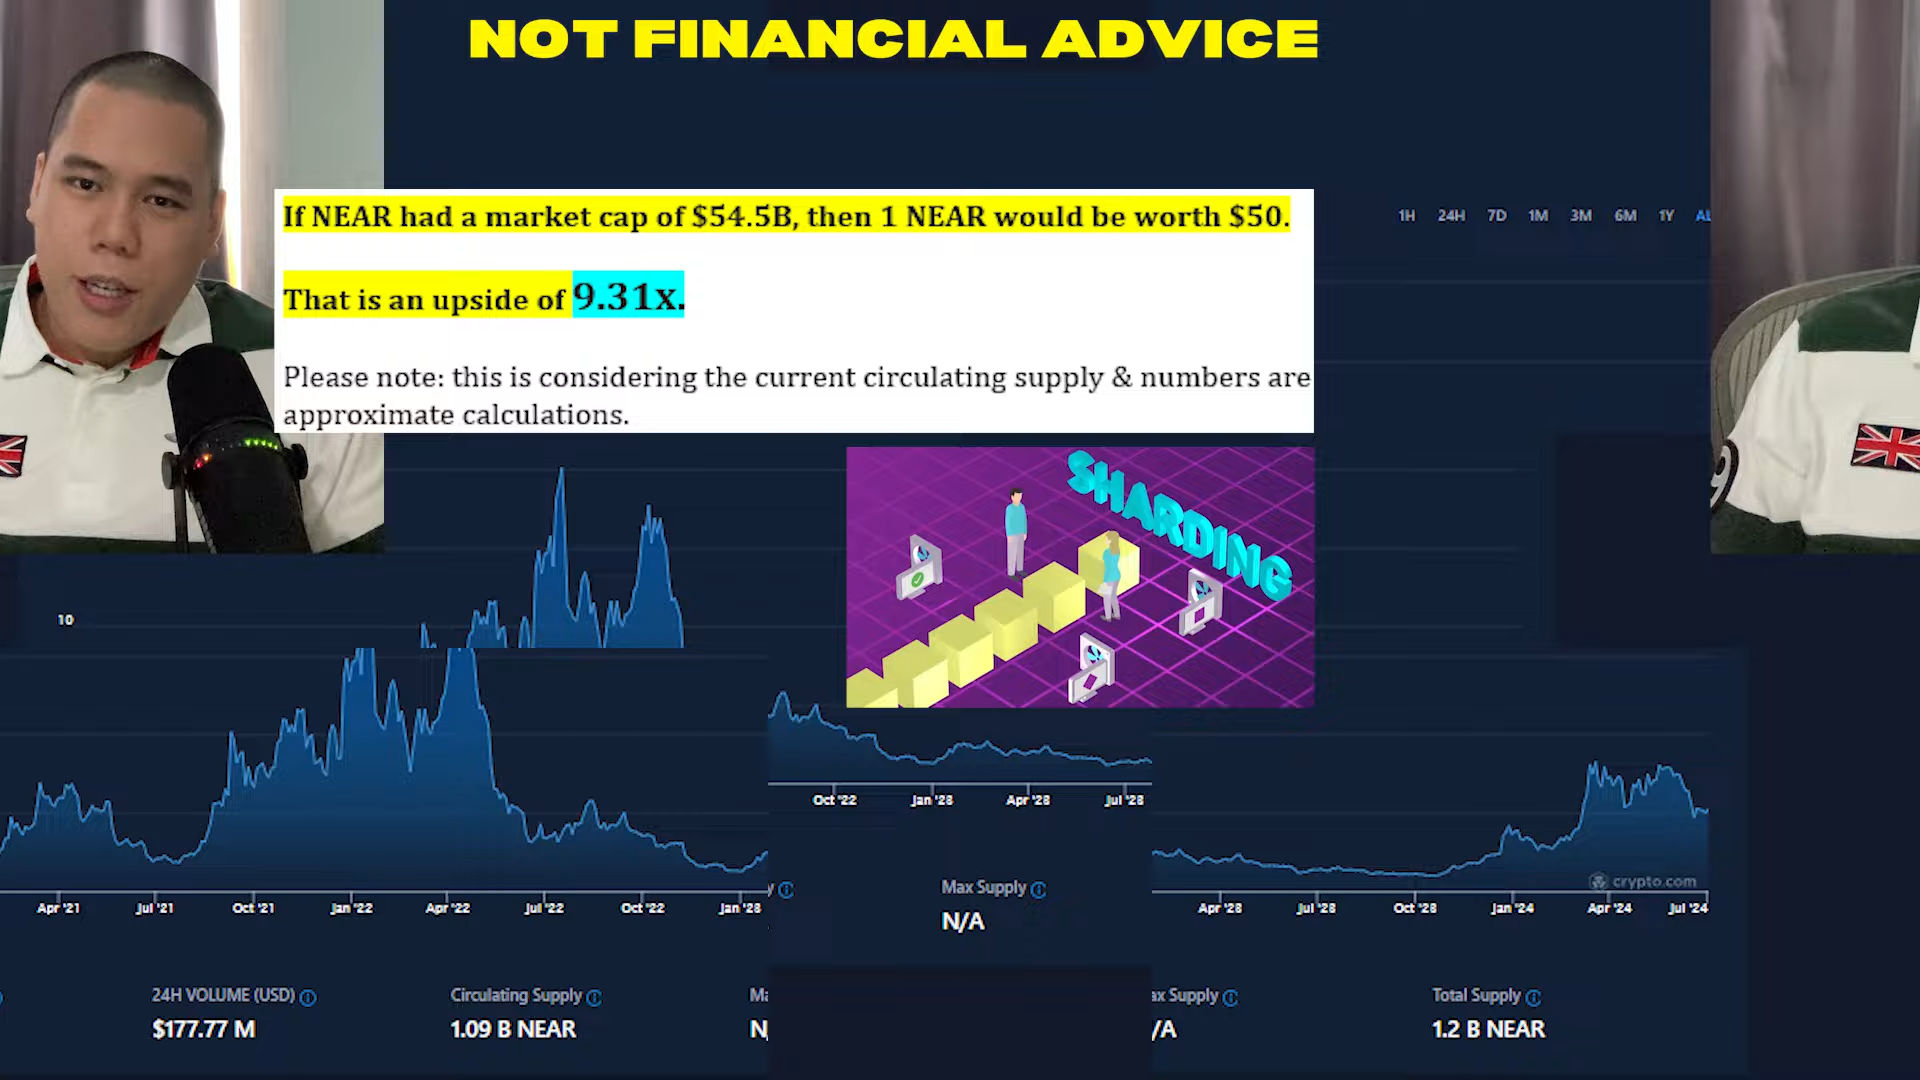 NOT FINANCIAL ADVICE
If NEAR had a market cap of $54.5B, then 1 NEAR would be worth $50.
That is an upside of 9.31x.
Please note: this is considering the current circulating supply & numbers are
approximate calculations.
1H 24H 7D 1M 3M 6M 1Y
SHARDING
10
Oct '22 Jan '23 Apr '23 Jul '23
Max Supply
N/A
crypto.com
Apr '21 Jul '21 Oct '21 Jan '22 Apr '22 Jul '22 Oct '22 Jan '23
Apr '23 Jul '23 Oct '23 Jan '24 Apr '24 Jul '24
24H VOLUME (USD) Circulating Supply
$177.77 M 1.09 B NEAR
Supply Total Supply
/A 1.2 B NEAR